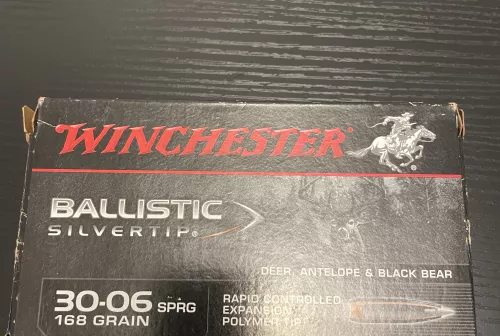 WINCHESTER®
BALLISTIC
SILVERTIP®
DEER, ANTELOPE & BLACK BEAR
30-06 SPRG
168 GRAIN
RAPID CONTROLLED
EXPANSION
POLYMER TIP